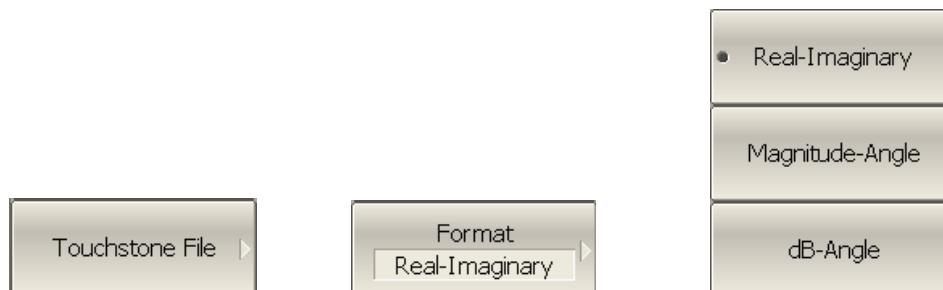 Touchstone File
Format
Real-Imaginary
Real-Imaginary
Magnitude-Angle
dB-Angle